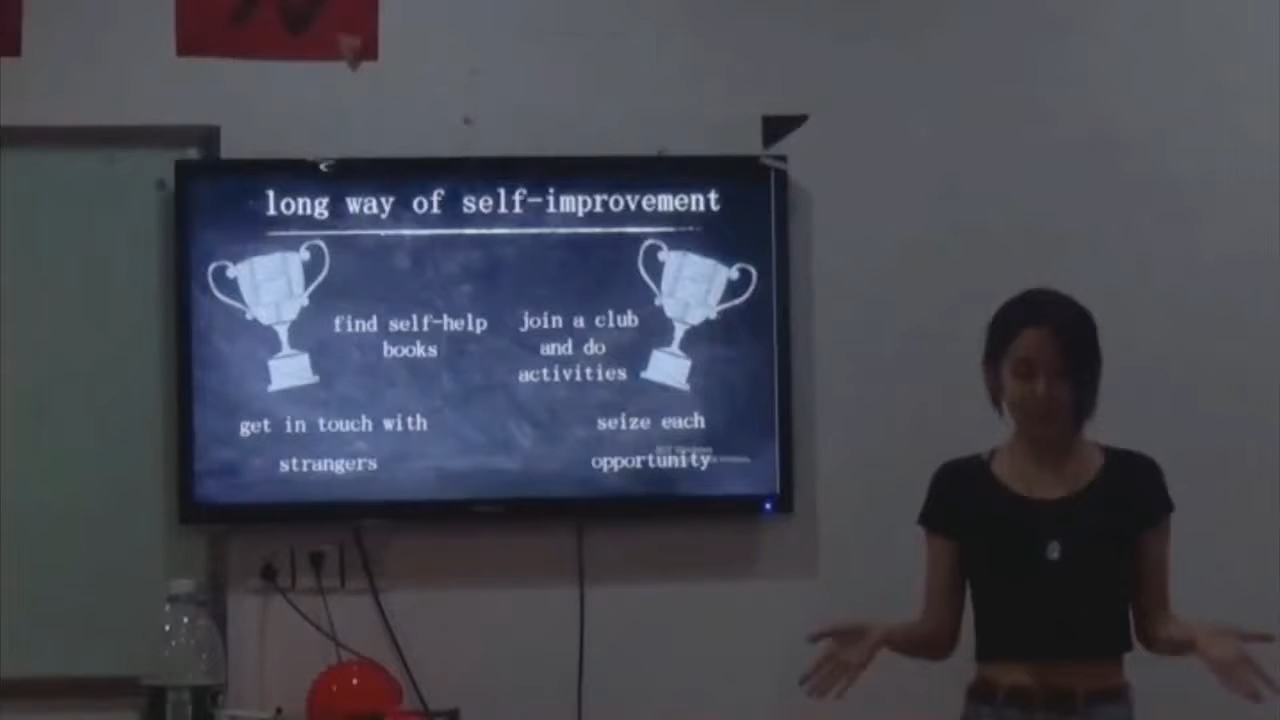 long way of self-improvement
find self-help
books
join a club
and do
activities
get in touch with
strangers
seize each
opportunity